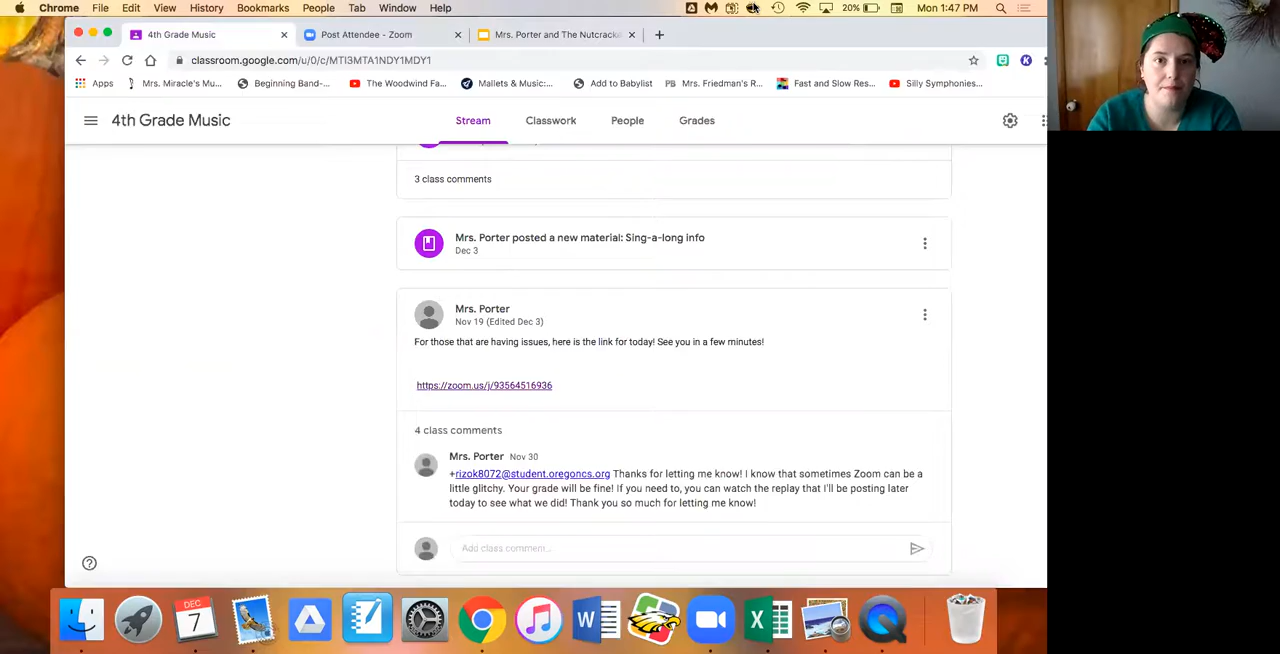 Chrome File Edit View History Bookmarks People Tab Window Help 20% Mon 1:47 PM
4th Grade Music Post Attendee - Zoom Mrs. Porter and The Nutcracke
classroom.google.com/u/0/c/MTI3MTA1NDY1MDY1
Apps Mrs. Miracle's Mu... Beginning Band-... The Woodwind Fa... Mallets & Music:... Add to Babylist PB Mrs. Friedman's R... Fast and Slow Res... Silly Symphonies...
4th Grade Music Stream Classwork People Grades
3 class comments
Mrs. Porter posted a new material: Sing-a-long info
Dec 3
Mrs. Porter
Nov 19 (Edited Dec 3)
For those that are having issues, here is the link for today! See you in a few minutes!
https://zoom.us/j/93564516936
4 class comments
Mrs. Porter Nov 30
+rizok8072@student.oregoncs.org Thanks for letting me know! I know that sometimes Zoom can be a
little glitchy. Your grade will be fine! If you need to, you can watch the replay that I'll be posting later
today to see what we did! Thank you so much for letting me know!
Add class comment...
DEC
7